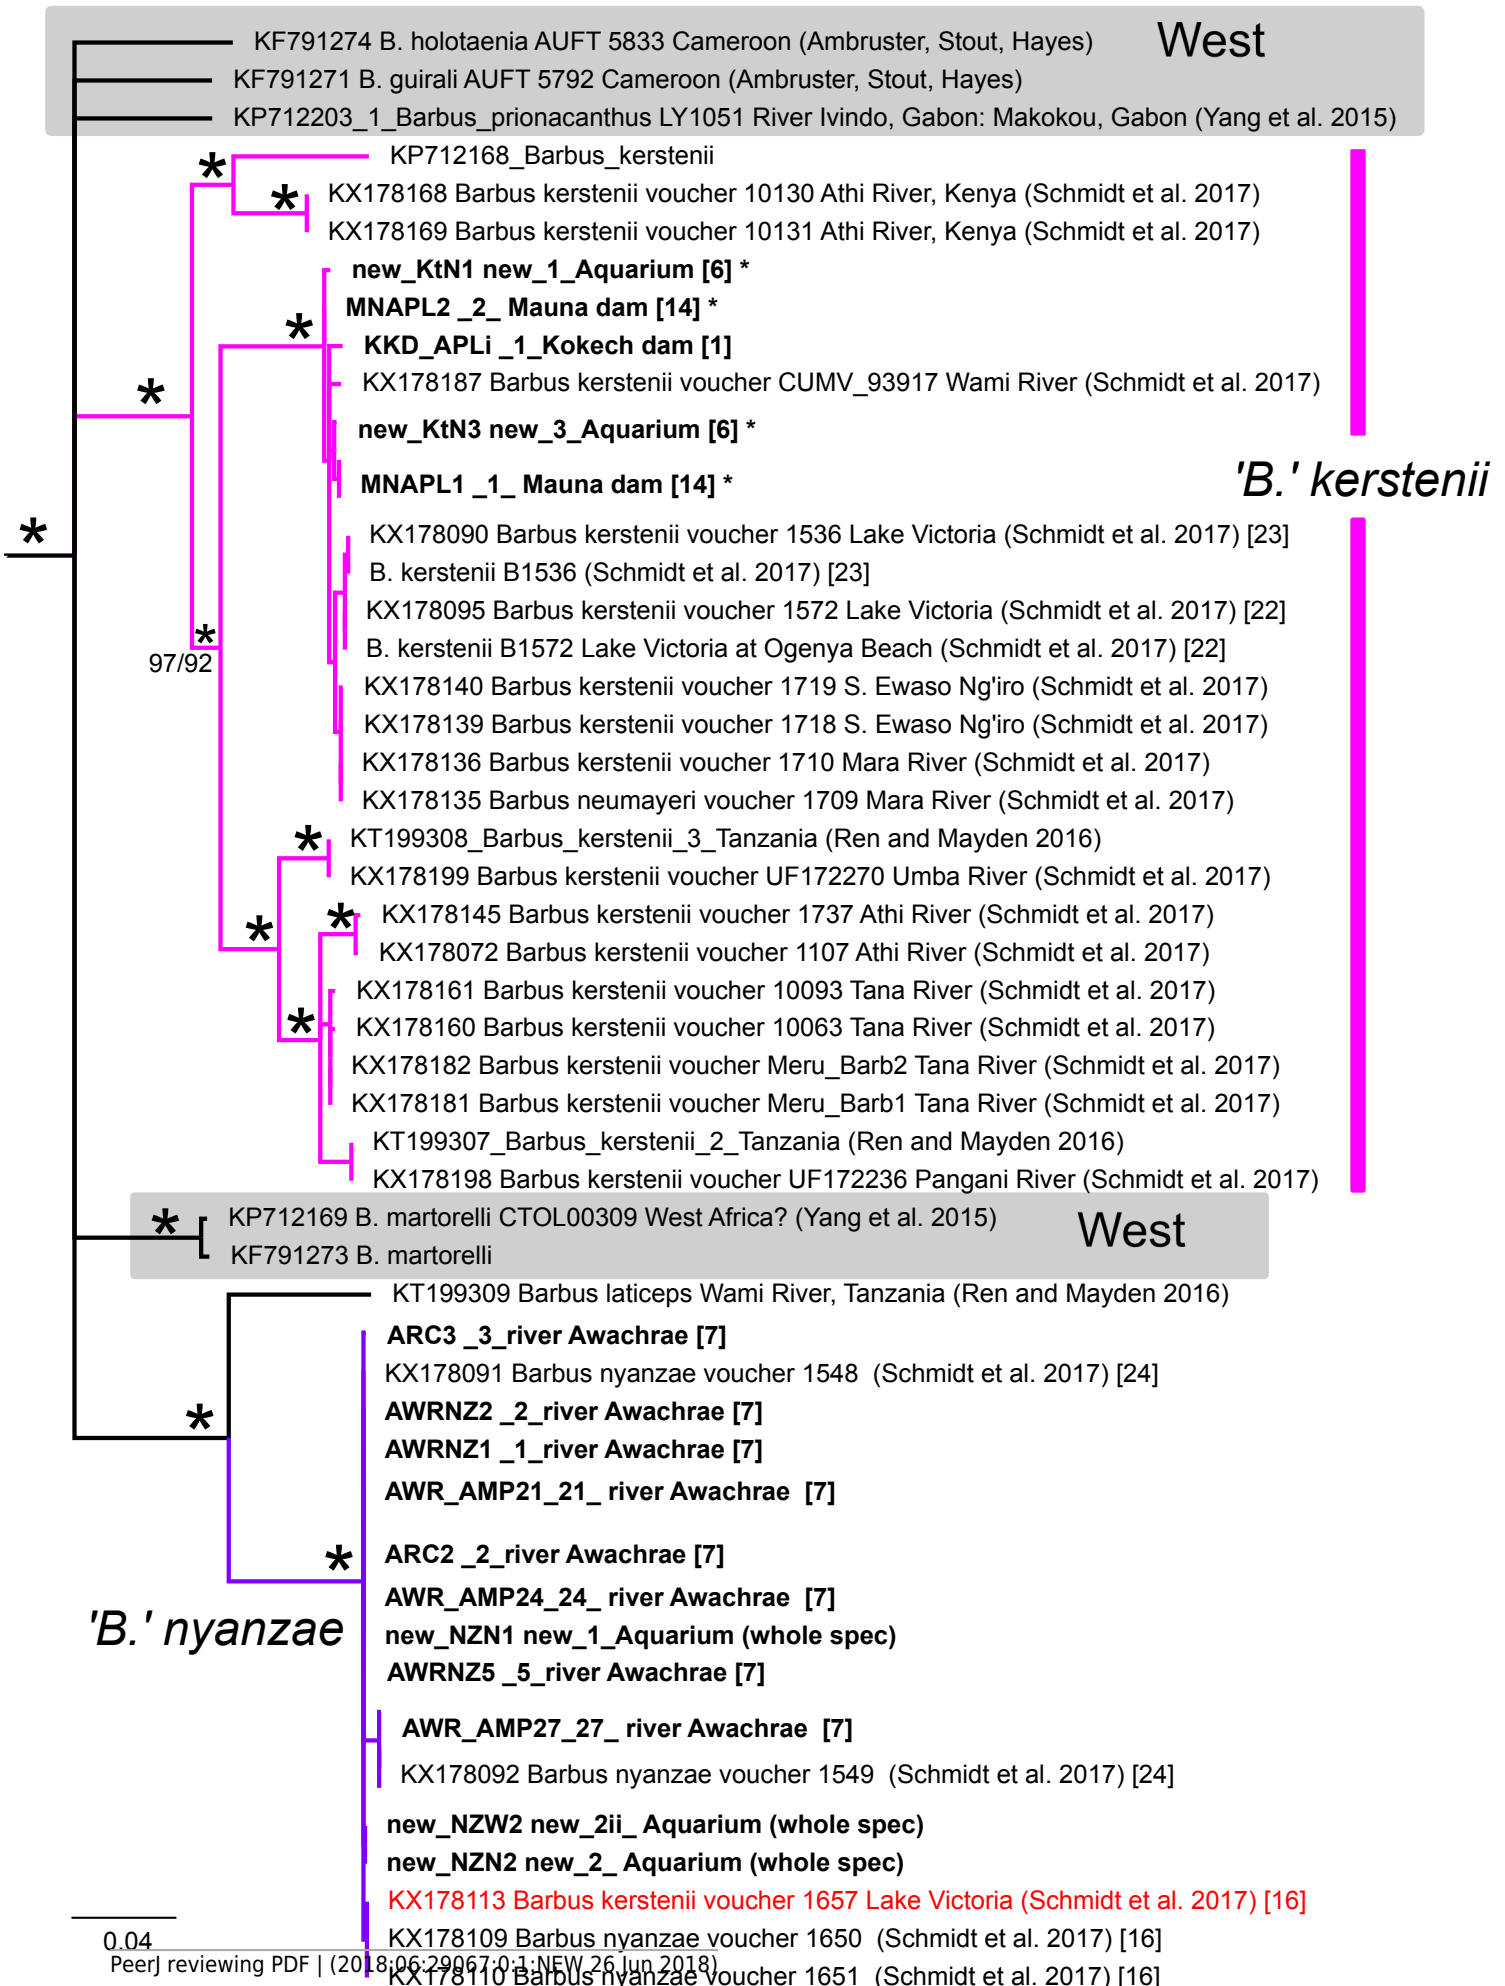 KF791274 B. holotaenia AUFT 5833 Cameroon (Ambruster, Stout, Hayes)
West
KF791271 B. guirali AUFT 5792 Cameroon (Ambruster, Stout, Hayes)
KP712203_1_Barbus_prionacanthus LY1051 River Ivindo, Gabon: Makokou, Gabon (Yang et al. 2015)
*
KP712168_Barbus_kerstenii
*
KX178168 Barbus kerstenii voucher 10130 Athi River, Kenya (Schmidt et al. 2017)
KX178169 Barbus kerstenii voucher 10131 Athi River, Kenya (Schmidt et al. 2017)
new_KtN1 new_1_Aquarium [6] *
MNAPL2 _2_ Mauna dam [14] *
*
KKD_APLi _1_Kokech dam [1]
KX178187 Barbus kerstenii voucher CUMV_93917 Wami River (Schmidt et al. 2017)
*
new_KtN3 new_3_Aquarium [6] *
MNAPL1 _1_ Mauna dam [14] *
'B.' kerstenii
*
KX178090 Barbus kerstenii voucher 1536 Lake Victoria (Schmidt et al. 2017) [23]
B. kerstenii B1536 (Schmidt et al. 2017) [23]
KX178095 Barbus kerstenii voucher 1572 Lake Victoria (Schmidt et al. 2017) [22]
*
B. kerstenii B1572 Lake Victoria at Ogenya Beach (Schmidt et al. 2017) [22]
97/92
KX178140 Barbus kerstenii voucher 1719 S. Ewaso Ng'iro (Schmidt et al. 2017)
KX178139 Barbus kerstenii voucher 1718 S. Ewaso Ng'iro (Schmidt et al. 2017)
KX178136 Barbus kerstenii voucher 1710 Mara River (Schmidt et al. 2017)
KX178135 Barbus neumayeri voucher 1709 Mara River (Schmidt et al. 2017)
*
KT199308_Barbus_kerstenii_3_Tanzania (Ren and Mayden 2016)
KX178199 Barbus kerstenii voucher UF172270 Umba River (Schmidt et al. 2017)
*
KX178145 Barbus kerstenii voucher 1737 Athi River (Schmidt et al. 2017)
*
KX178072 Barbus kerstenii voucher 1107 Athi River (Schmidt et al. 2017)
KX178161 Barbus kerstenii voucher 10093 Tana River (Schmidt et al. 2017)
*
KX178160 Barbus kerstenii voucher 10063 Tana River (Schmidt et al. 2017)
KX178182 Barbus kerstenii voucher Meru_Barb2 Tana River (Schmidt et al. 2017)
KX178181 Barbus kerstenii voucher Meru_Barb1 Tana River (Schmidt et al. 2017)
KT199307_Barbus_kerstenii_2_Tanzania (Ren and Mayden 2016)
KX178198 Barbus kerstenii voucher UF172236 Pangani River (Schmidt et al. 2017)
*
KP712169 B. martorelli CTOL00309 West Africa? (Yang et al. 2015)
West
KF791273 B. martorelli
KT199309 Barbus laticeps Wami River, Tanzania (Ren and Mayden 2016)
ARC3 _3_river Awachrae [7]
KX178091 Barbus nyanzae voucher 1548 (Schmidt et al. 2017) [24]
*
AWRNZ2 _2_river Awachrae [7]
AWRNZ1 _1_river Awachrae [7]
AWR_AMP21_21_ river Awachrae [7]
*
ARC2 _2_river Awachrae [7]
AWR_AMP24_24_ river Awachrae [7]
'B.' nyanzae
new_NZN1 new_1_Aquarium (whole spec)
AWRNZ5 _5_river Awachrae [7]
AWR_AMP27_27_ river Awachrae [7]
KX178092 Barbus nyanzae voucher 1549 (Schmidt et al. 2017) [24]
new_NZW2 new_2ii_ Aquarium (whole spec)
new_NZN2 new_2_ Aquarium (whole spec)
KX178113 Barbus kerstenii voucher 1657 Lake Victoria (Schmidt et al. 2017) [16]
KX178109 Barbus nyanzae voucher 1650 (Schmidt et al. 2017) [16]
0.04
PeerJ reviewing PDF | (2018:06:29067:0:1:NEW 26 Jun 2018)
KX178110 Barbus nyanzae voucher 1651 (Schmidt et al. 2017) [16]